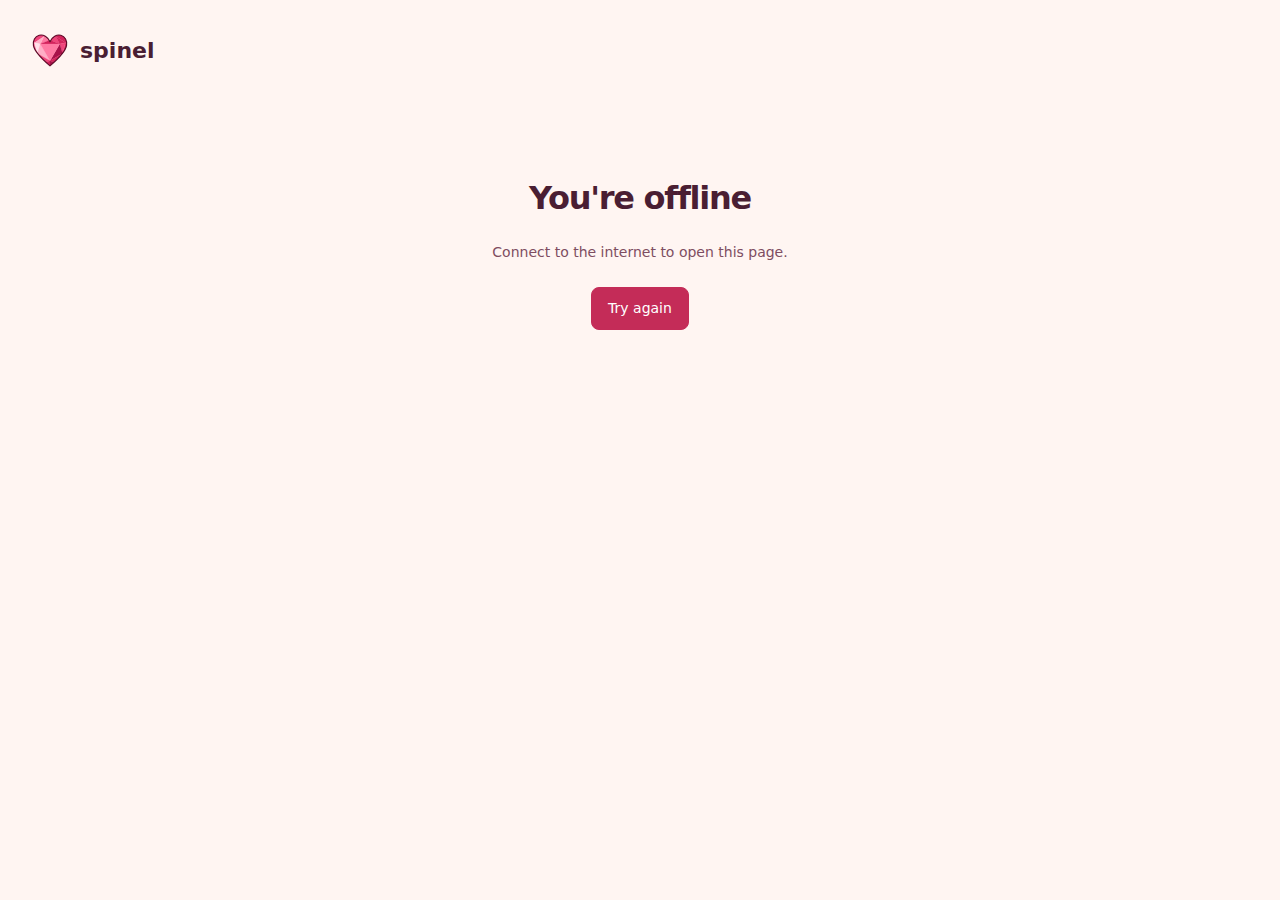 spinel
You're offline
Connect to the internet to open this page.
Try again